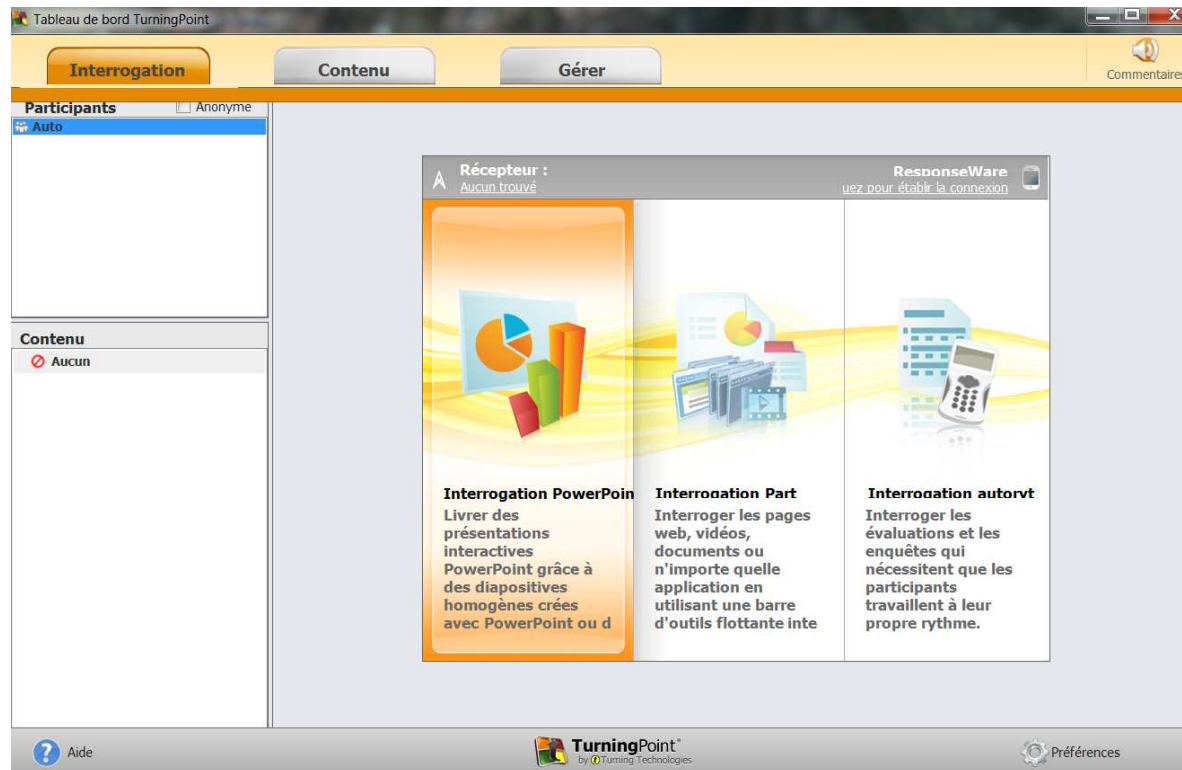 Tableau de bord TurningPoint
Interrogation
Contenu
Gérer
Commentaires
Participants
Anonyme
Auto
Récepteur :
Aucun trouvé
ResponseWare
uez pour établir la connexion
Contenu
Aucun
Interrogation PowerPoin
Livrer des
présentations
interactives
PowerPoint grâce à
des diapositives
homogènes crées
avec PowerPoint ou d
Interrogation Part
Interroger les pages
web, vidéos,
documents ou
n'importe quelle
application en
utilisant une barre
d'outils flottante inte
Interrogation autoryt
Interroger les
évaluations et les
enquêtes qui
nécessitent que les
participants
travaillent à leur
propre rythme.
Aide
TurningPoint
by Turning Technologies
Préférences